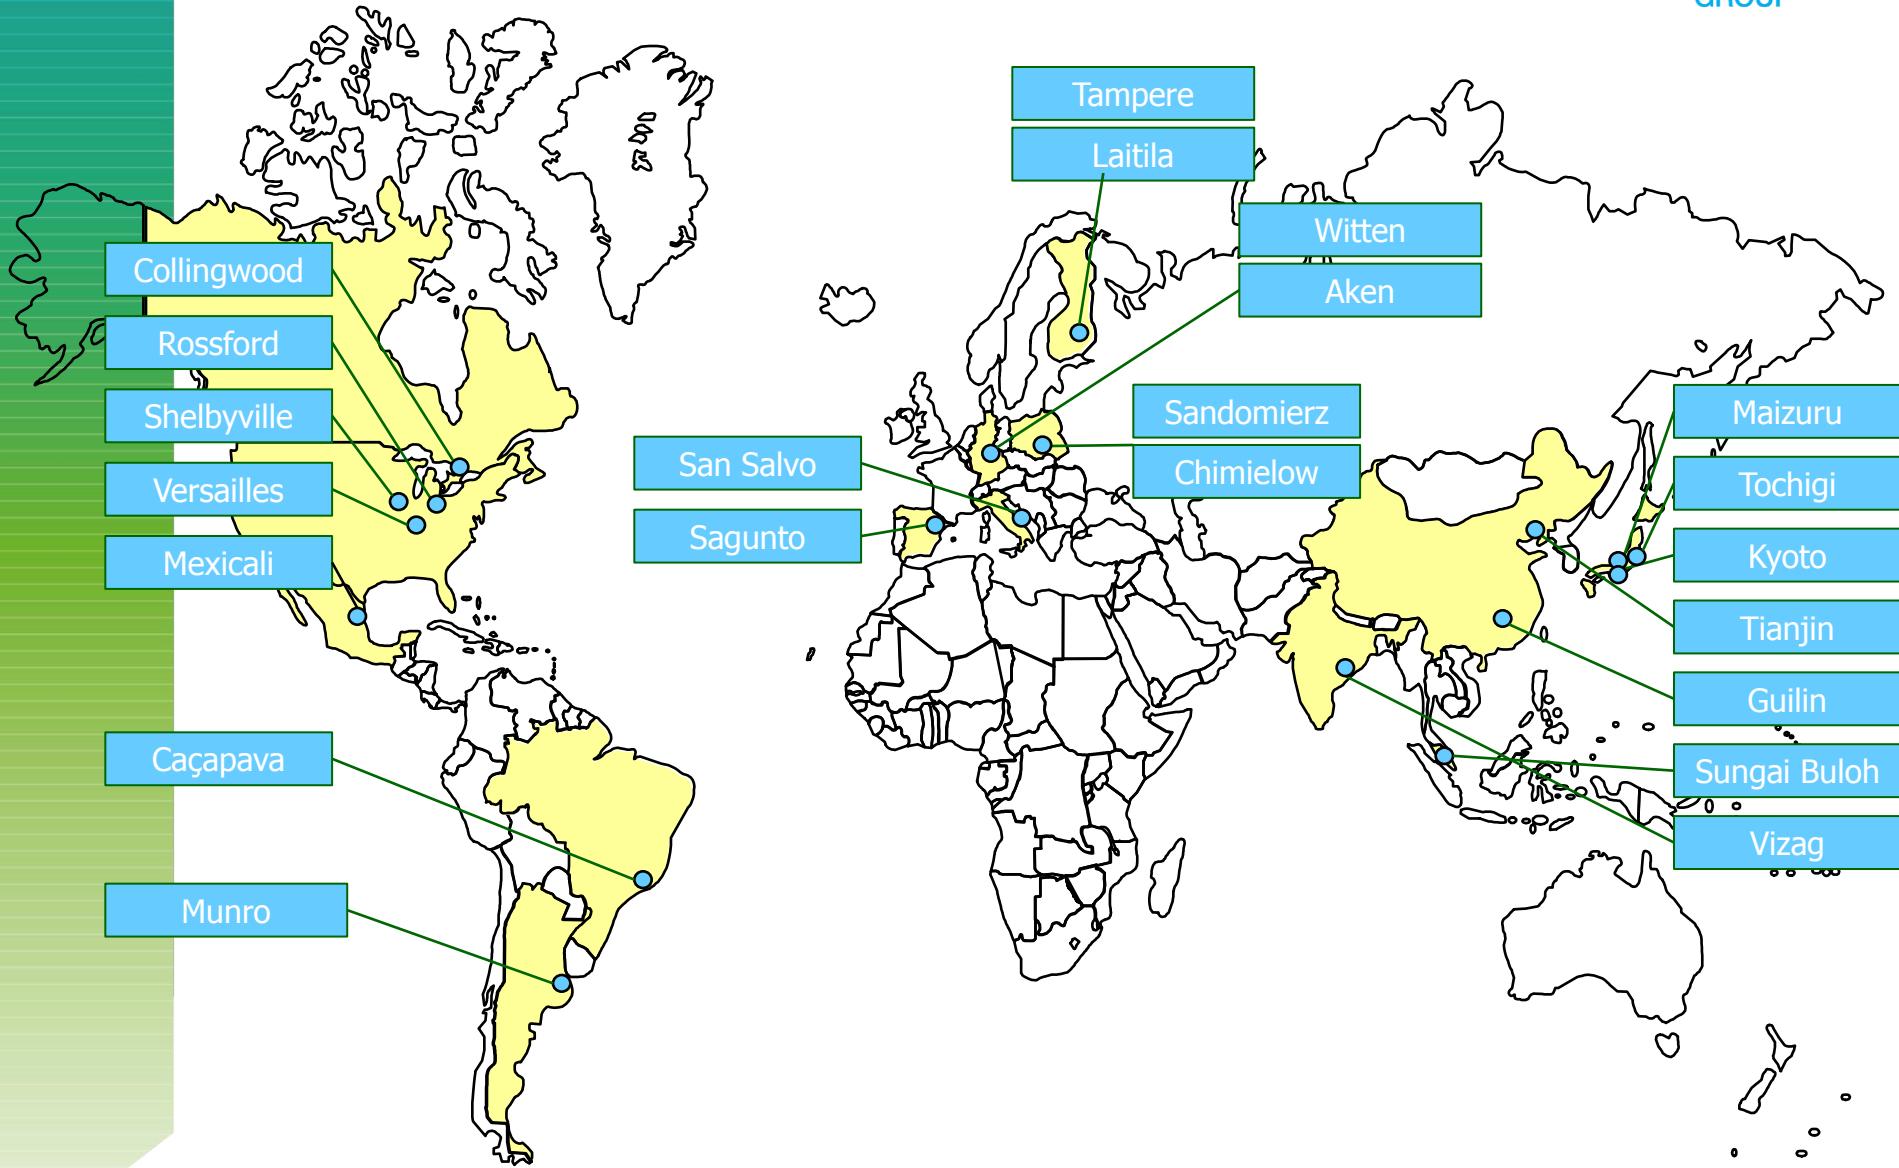 GROUP
Tampere
Laitila
Witten
Aken
Collingwood
Rossford
Shelbyville
Versailles
Mexicali
San Salvo
Sagunto
Sandomierz
Chimielow
Maizuru
Tochigi
Kyoto
Tianjin
Guilin
Sungai Buloh
Vizag
Caçapava
Munro